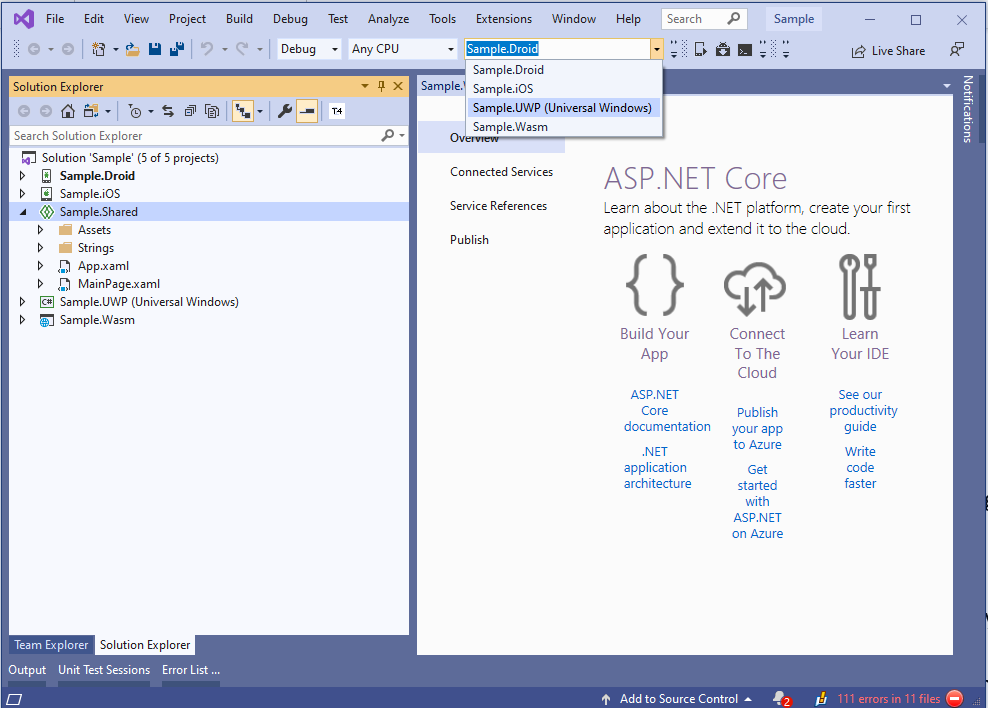 File Edit View Project Build Debug Test Analyze Tools Extensions Window Help Search Sample
Debug Any CPU Sample.Droid Live Share
Sample.Droid
Sample.iOS
Sample.UWP (Universal Windows)
Sample.Wasm
Solution Explorer
T4
Search Solution Explorer
Solution 'Sample' (5 of 5 projects)
Sample.Droid
Sample.iOS
Sample.Shared
Assets
Strings
App.xaml
MainPage.xaml
C# Sample.UWP (Universal Windows)
Sample.Wasm
Team Explorer Solution Explorer
Overview
Connected Services
Service References
Publish
ASP.NET Core
Learn about the .NET platform, create your first
application and extend it to the cloud.
Build Your
App
ASP.NET
Core
documentation
.NET
application
architecture
Connect
To The
Cloud
Publish
your app
to Azure
Get
started
with
ASP.NET
on Azure
Learn
Your IDE
See our
productivity
guide
Write
code
faster
Notifications
Output Unit Test Sessions Error List ...
Add to Source Control 2 111 errors in 11 files